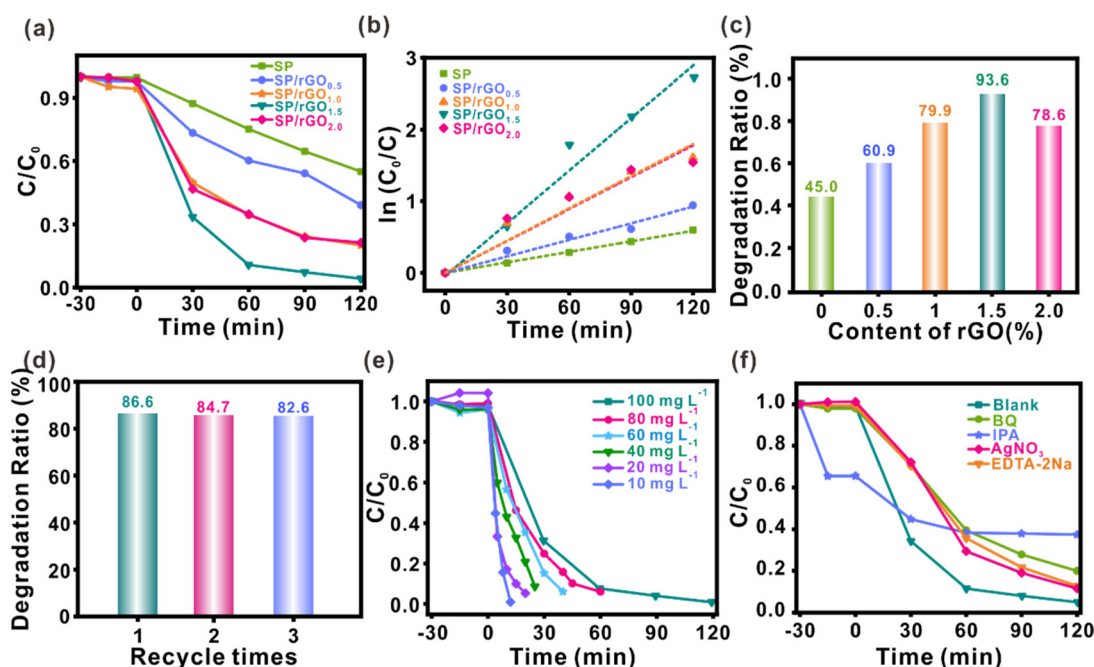 (a)
SP
SP/rGO0.5
SP/rGO1.0
SP/rGO1.5
SP/rGO2.0
C/C0
0.9
0.6
0.3
0.0
-30 0 30 60 90 120
Time (min)
(b)
SP
SP/rGO0.5
SP/rGO1.0
SP/rGO1.5
SP/rGO2.0
ln (C0/C)
3
2
1
0
0 30 60 90 120
Time (min)
(c)
Degradation Ratio (%)
1.0
0.8
0.6
0.4
0.2
0.0
45.0
60.9
79.9
93.6
78.6
0 0.5 1 1.5 2.0
Content of rGO(%)
(d)
Degradation Ratio (%)
100
80
60
40
20
0
86.6
84.7
82.6
1 2 3
Recycle times
(e)
100 mg L-1
80 mg L-1
60 mg L-1
40 mg L-1
20 mg L-1
10 mg L-1
C/C0
1.0
0.8
0.6
0.4
0.2
0.0
-30 0 30 60 90 120
Time (min)
(f)
Blank
BQ
IPA
AgNO3
EDTA-2Na
C/C0
1.0
0.8
0.6
0.4
0.2
0.0
-30 0 30 60 90 120
Time (min)